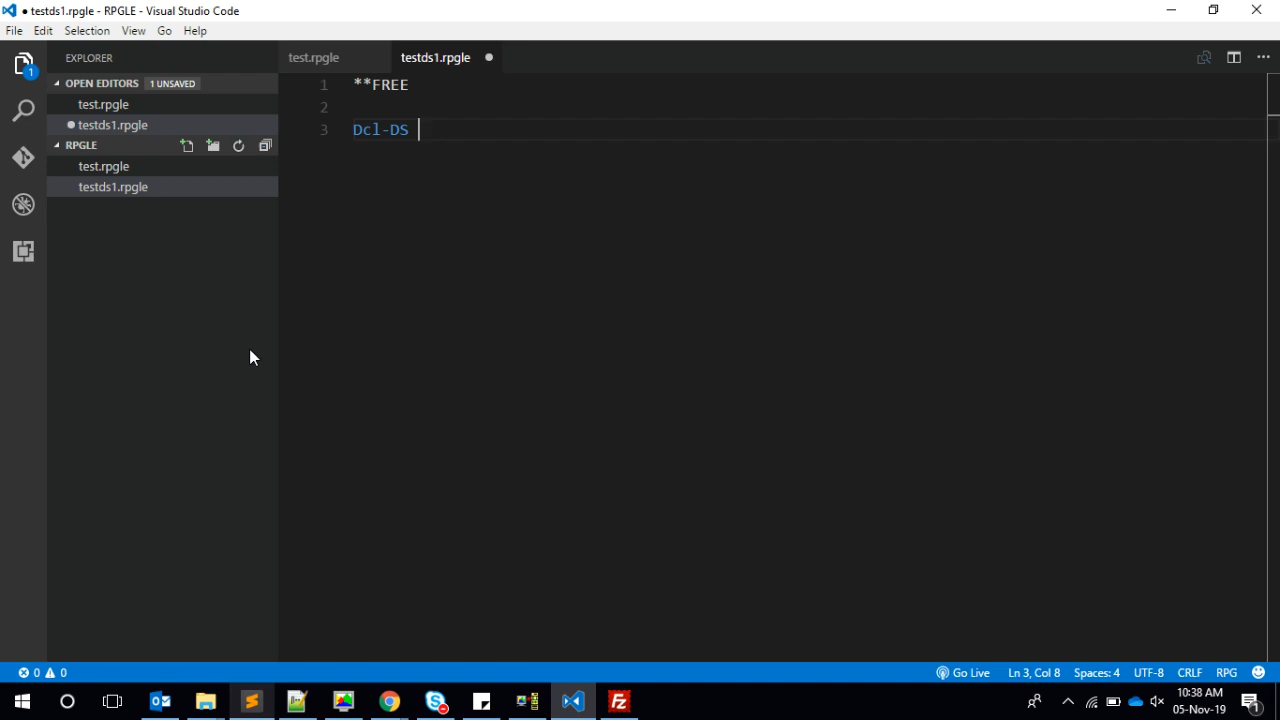 ● testds1.rpgle - RPGLE - Visual Studio Code
File Edit Selection View Go Help
EXPLORER
test.rpgle
testds1.rpgle
OPEN EDITORS 1 UNSAVED
test.rpgle
testds1.rpgle
RPGLE
test.rpgle
testds1.rpgle
1
1 **FREE
2
3 Dcl-DS
0 0
Go Live
Ln 3, Col 8
Spaces: 4
UTF-8
CRLF
RPG
10:38 AM
05-Nov-19
1